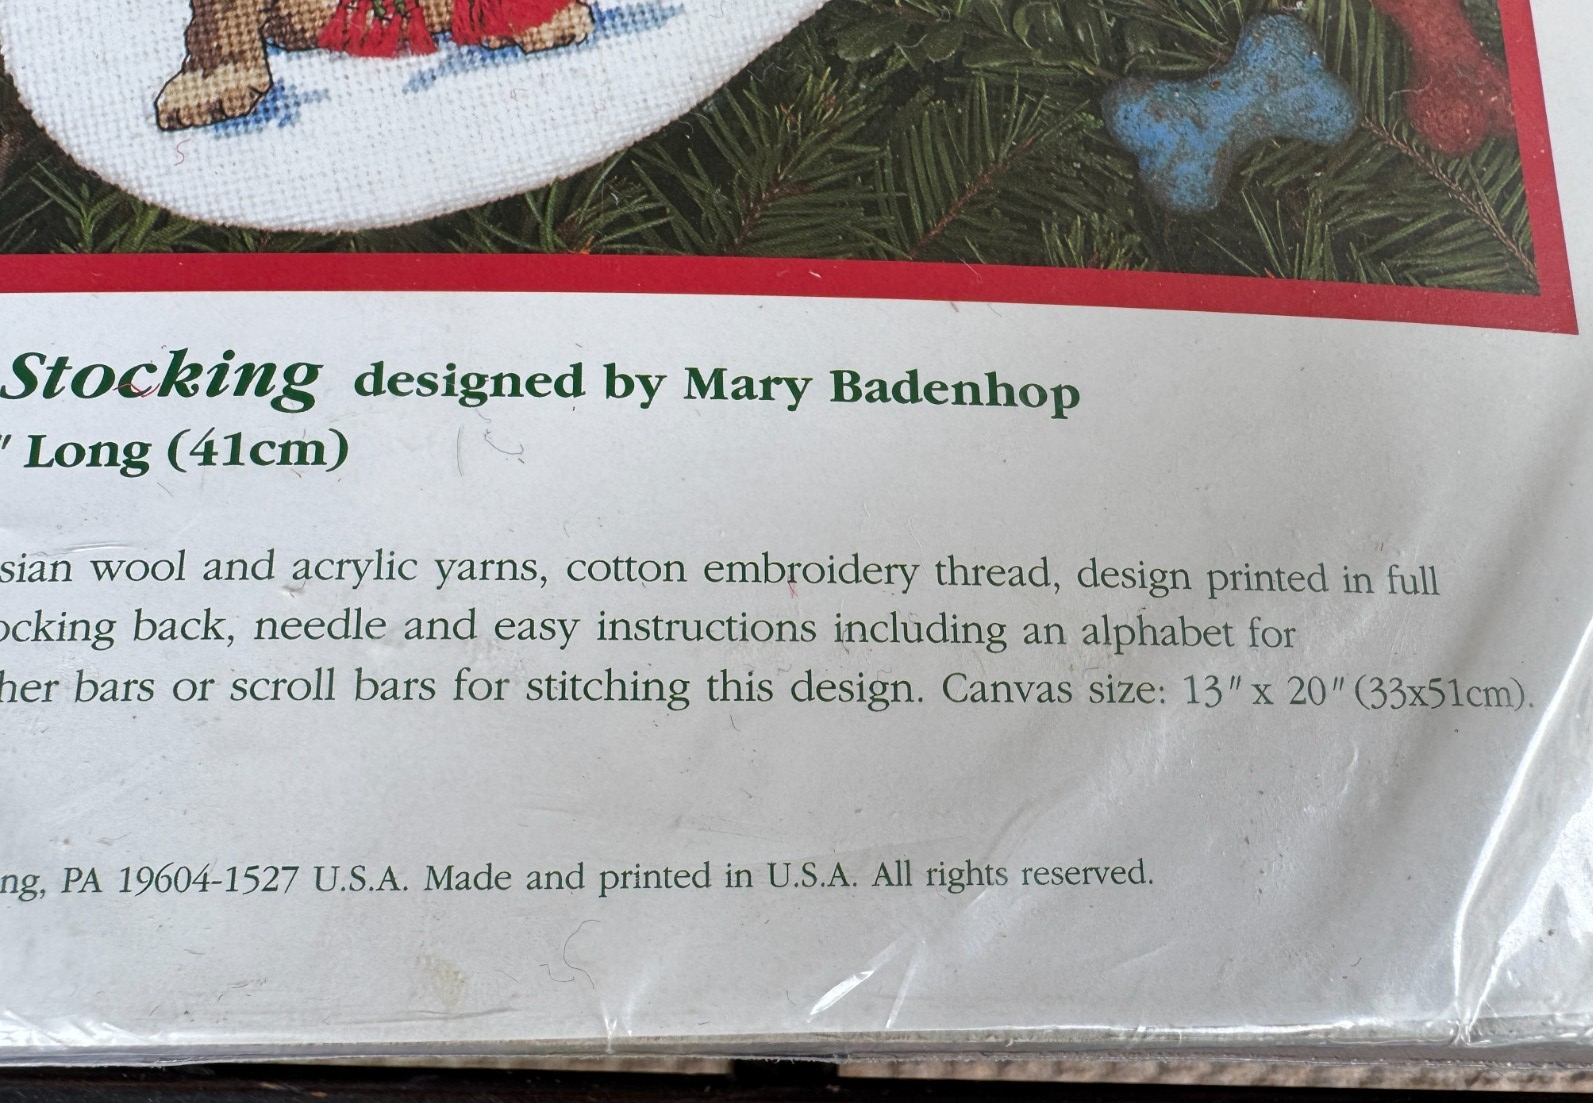 Stocking designed by Mary Badenhop
" Long (41cm)
sian wool and acrylic yarns, cotton embroidery thread, design printed in full
ocking back, needle and easy instructions including an alphabet for
her bars or scroll bars for stitching this design. Canvas size: 13" x 20" (33x51cm).
ng, PA 19604-1527 U.S.A. Made and printed in U.S.A. All rights reserved.